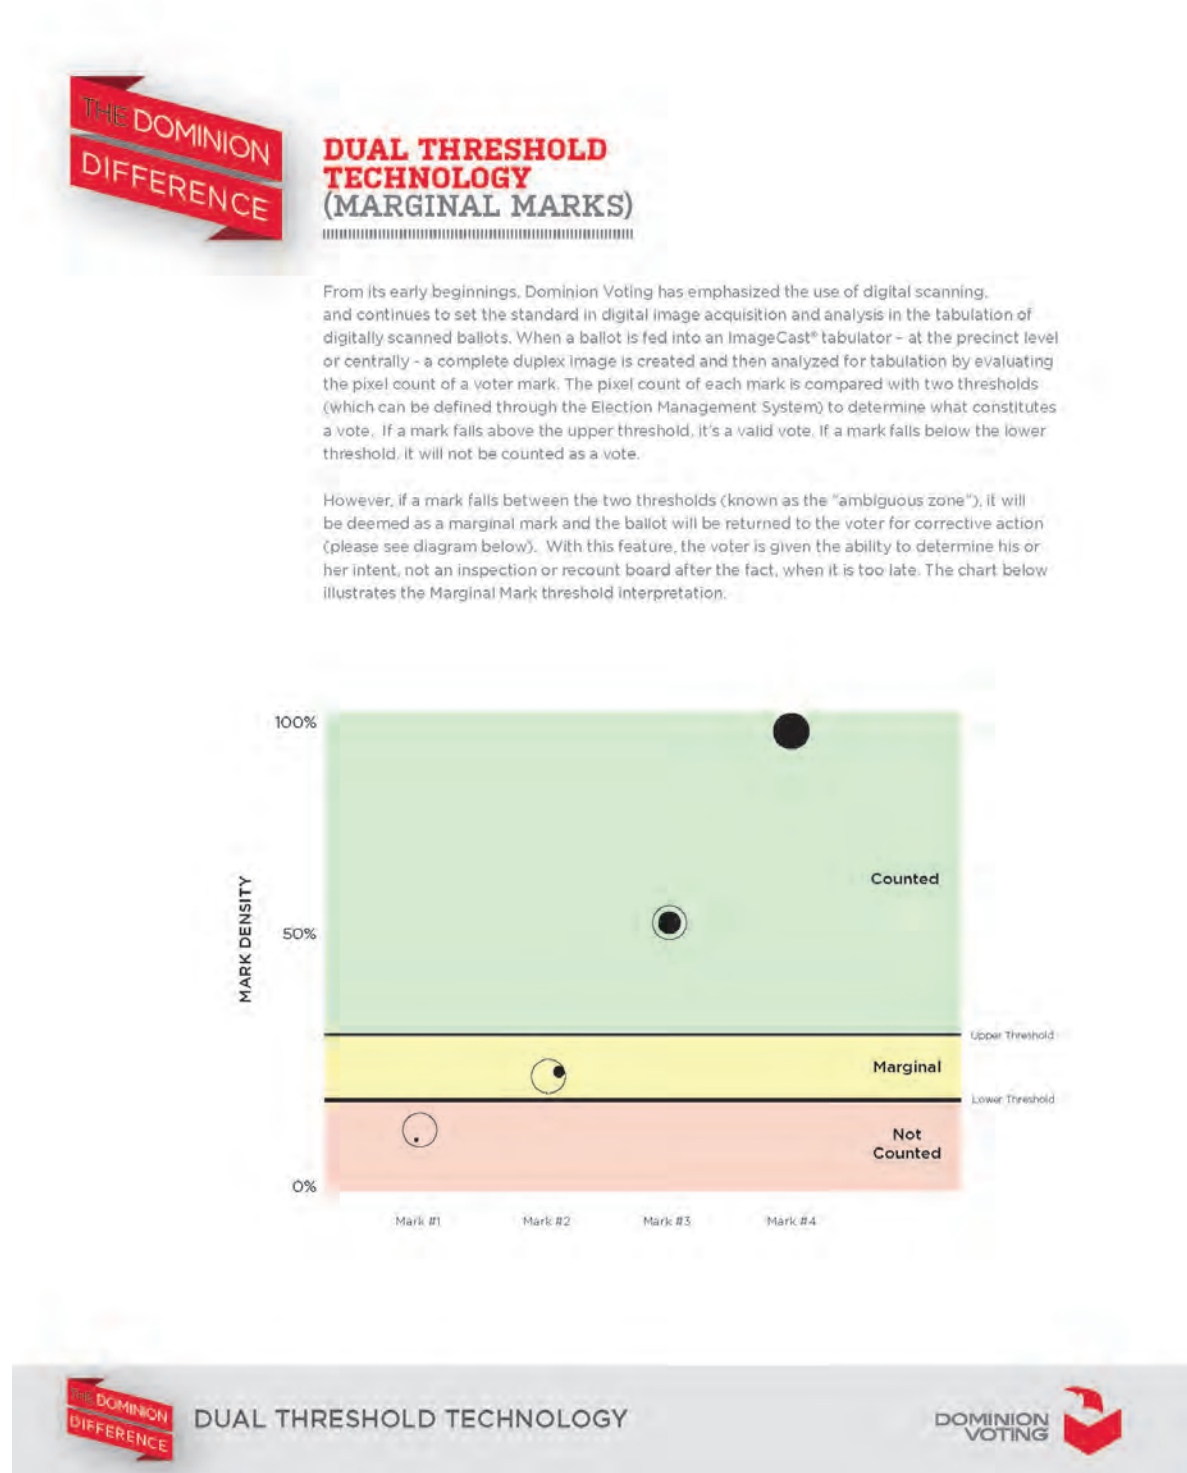 THE DOMINION
DIFFERENCE
DUAL THRESHOLD
TECHNOLOGY
(MARGINAL MARKS)
From its early beginnings, Dominion Voting has emphasized the use of digital scanning,
and continues to set the standard in digital image acquisition and analysis in the tabulation of
digitally scanned ballots. When a ballot is fed into an ImageCast® tabulator – at the precinct level
or centrally - a complete duplex image is created and then analyzed for tabulation by evaluating
the pixel count of a voter mark. The pixel count of each mark is compared with two thresholds
(which can be defined through the Election Management System) to determine what constitutes
a vote. If a mark falls above the upper threshold, it's a valid vote. If a mark falls below the lower
threshold, it will not be counted as a vote.
However, if a mark falls between the two thresholds (known as the "ambiguous zone"), it will
be deemed as a marginal mark and the ballot will be returned to the voter for corrective action
(please see diagram below). With this feature, the voter is given the ability to determine his or
her intent, not an inspection or recount board after the fact, when it is too late. The chart below
illustrates the Marginal Mark threshold interpretation.
100%
Counted
MARK DENSITY
50%
Upper Threshold
Marginal
Lower Threshold
Not
Counted
0%
Mark #1 Mark #2 Mark #3 Mark #4
THE DOMINION
DIFFERENCE
DUAL THRESHOLD TECHNOLOGY
DOMINION
VOTING